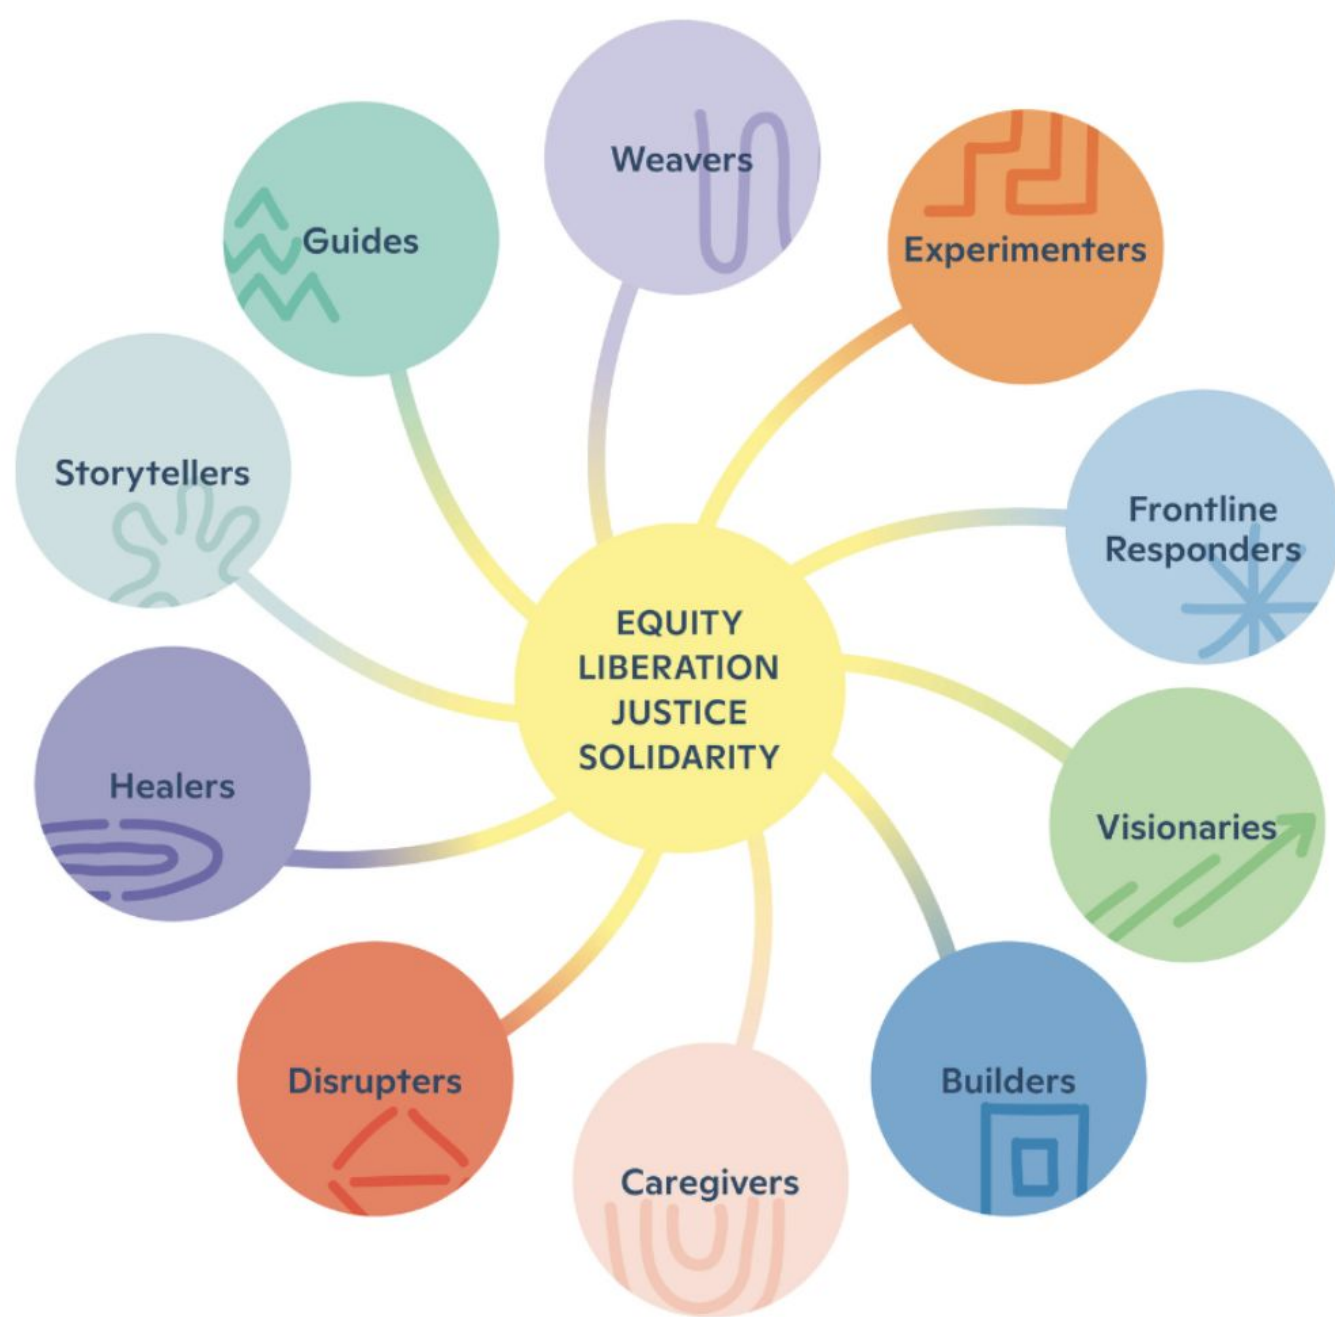 Weavers
Experimenters
Frontline
Responders
Visionaries
Builders
Caregivers
Disrupters
Healers
Storytellers
Guides
EQUITY
LIBERATION
JUSTICE
SOLIDARITY